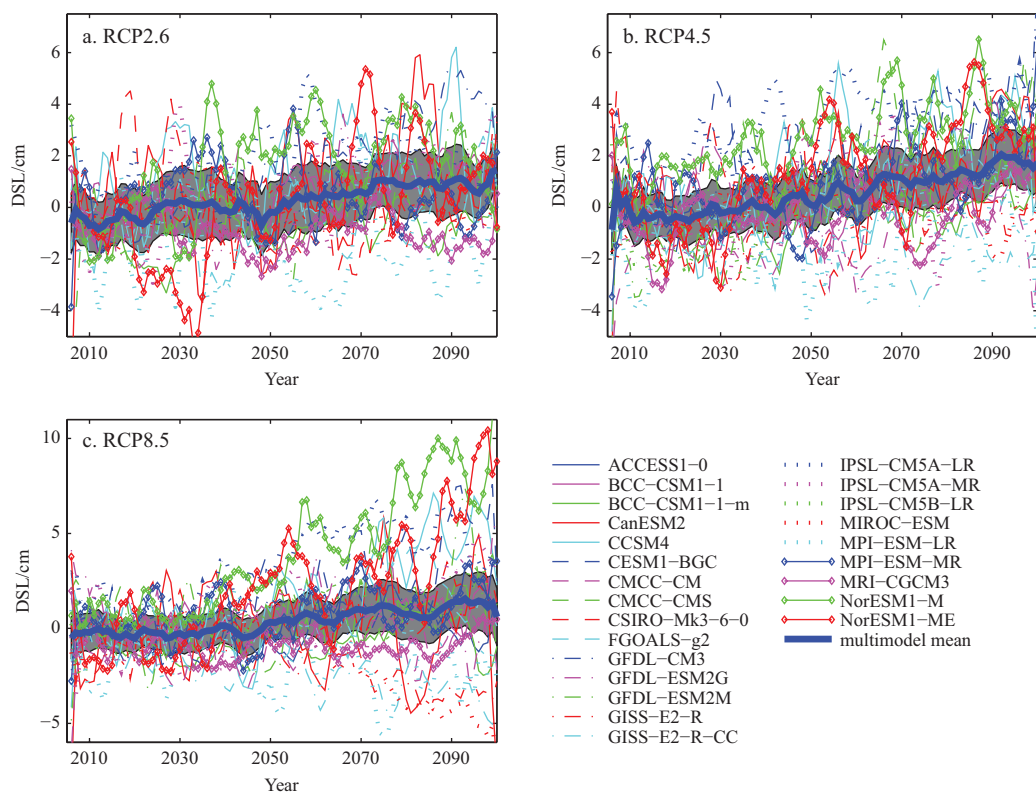 a. RCP2.6
6
4
2
0
−2
−4
DSL/cm
2010 2030 2050 2070 2090
Year
b. RCP4.5
6
4
2
0
−2
−4
DSL/cm
2010 2030 2050 2070 2090
Year
c. RCP8.5
10
5
0
−5
DSL/cm
2010 2030 2050 2070 2090
Year
ACCESS1−0
BCC−CSM1−1
BCC−CSM1−1−m
CanESM2
CCSM4
CESM1−BGC
CMCC−CM
CMCC−CMS
CSIRO−Mk3−6−0
FGOALS−g2
GFDL−CM3
GFDL−ESM2G
GFDL−ESM2M
GISS−E2−R
GISS−E2−R−CC
IPSL−CM5A−LR
IPSL−CM5A−MR
IPSL−CM5B−LR
MIROC−ESM
MPI−ESM−LR
MPI−ESM−MR
MRI−CGCM3
NorESM1−M
NorESM1−ME
multimodel mean